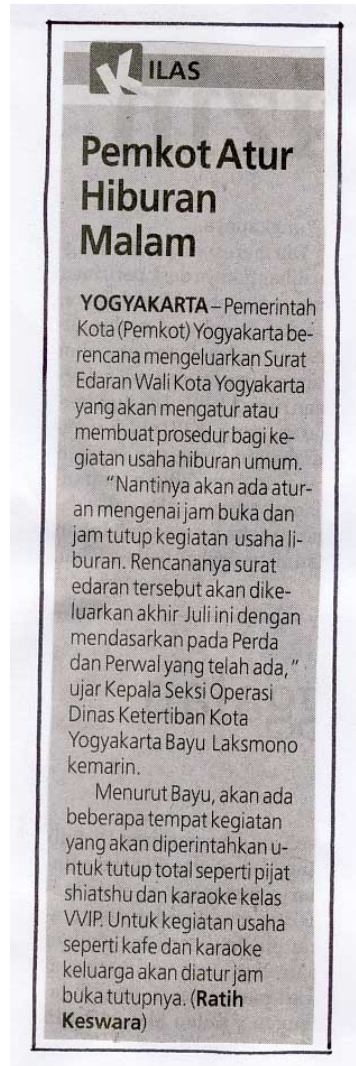 KILAS
Pemkot Atur
Hiburan
Malam
YOGYAKARTA – Pemerintah
Kota (Pemkot) Yogyakarta be-
rencana mengeluarkan Surat
Edaran Wali Kota Yogyakarta
yang akan mengatur atau
membuat prosedur bagi ke-
giatan usaha hiburan umum.
"Nantinya akan ada atur-
an mengenai jam buka dan
jam tutup kegiatan usaha li-
buran. Rencananya surat
edaran tersebut akan dike-
luarkan akhir Juli ini dengan
mendasarkan pada Perda
dan Perwal yang telah ada,"
ujar Kepala Seksi Operasi
Dinas Ketertiban Kota
Yogyakarta Bayu Laksmono
kemarin.
Menurut Bayu, akan ada
beberapa tempat kegiatan
yang akan diperintahkan u-
ntuk tutup total seperti pijat
shiatshu dan karaoke kelas
VVIP. Untuk kegiatan usaha
seperti kafe dan karaoke
keluarga akan diatur jam
buka tutupnya. (Ratih
Keswara)